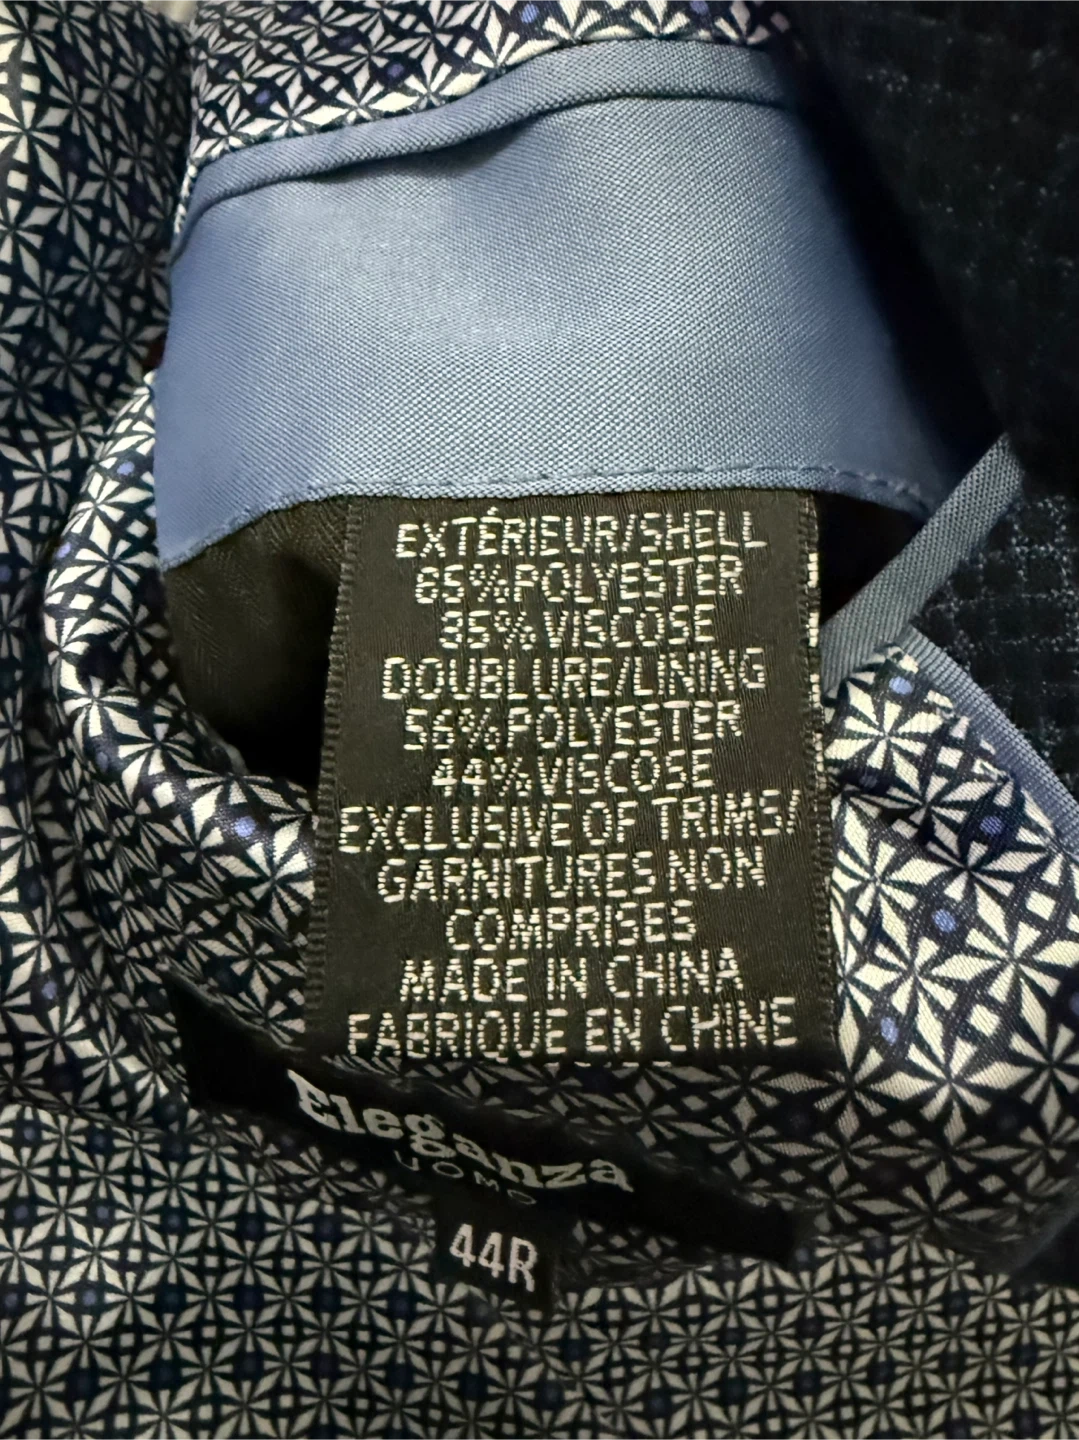 EXTÉRIEUR/SHELL
65%POLYESTER
35%VISCOSE
DOUBLURE/LINING
56%POLYESTER
44%VISCOSE
EXCLUSIVE OF TRIMS/
GARNITURES NON
COMPRISES
MADE IN CHINA
FABRIQUE EN CHINE
Eleganza
UOMO
44R